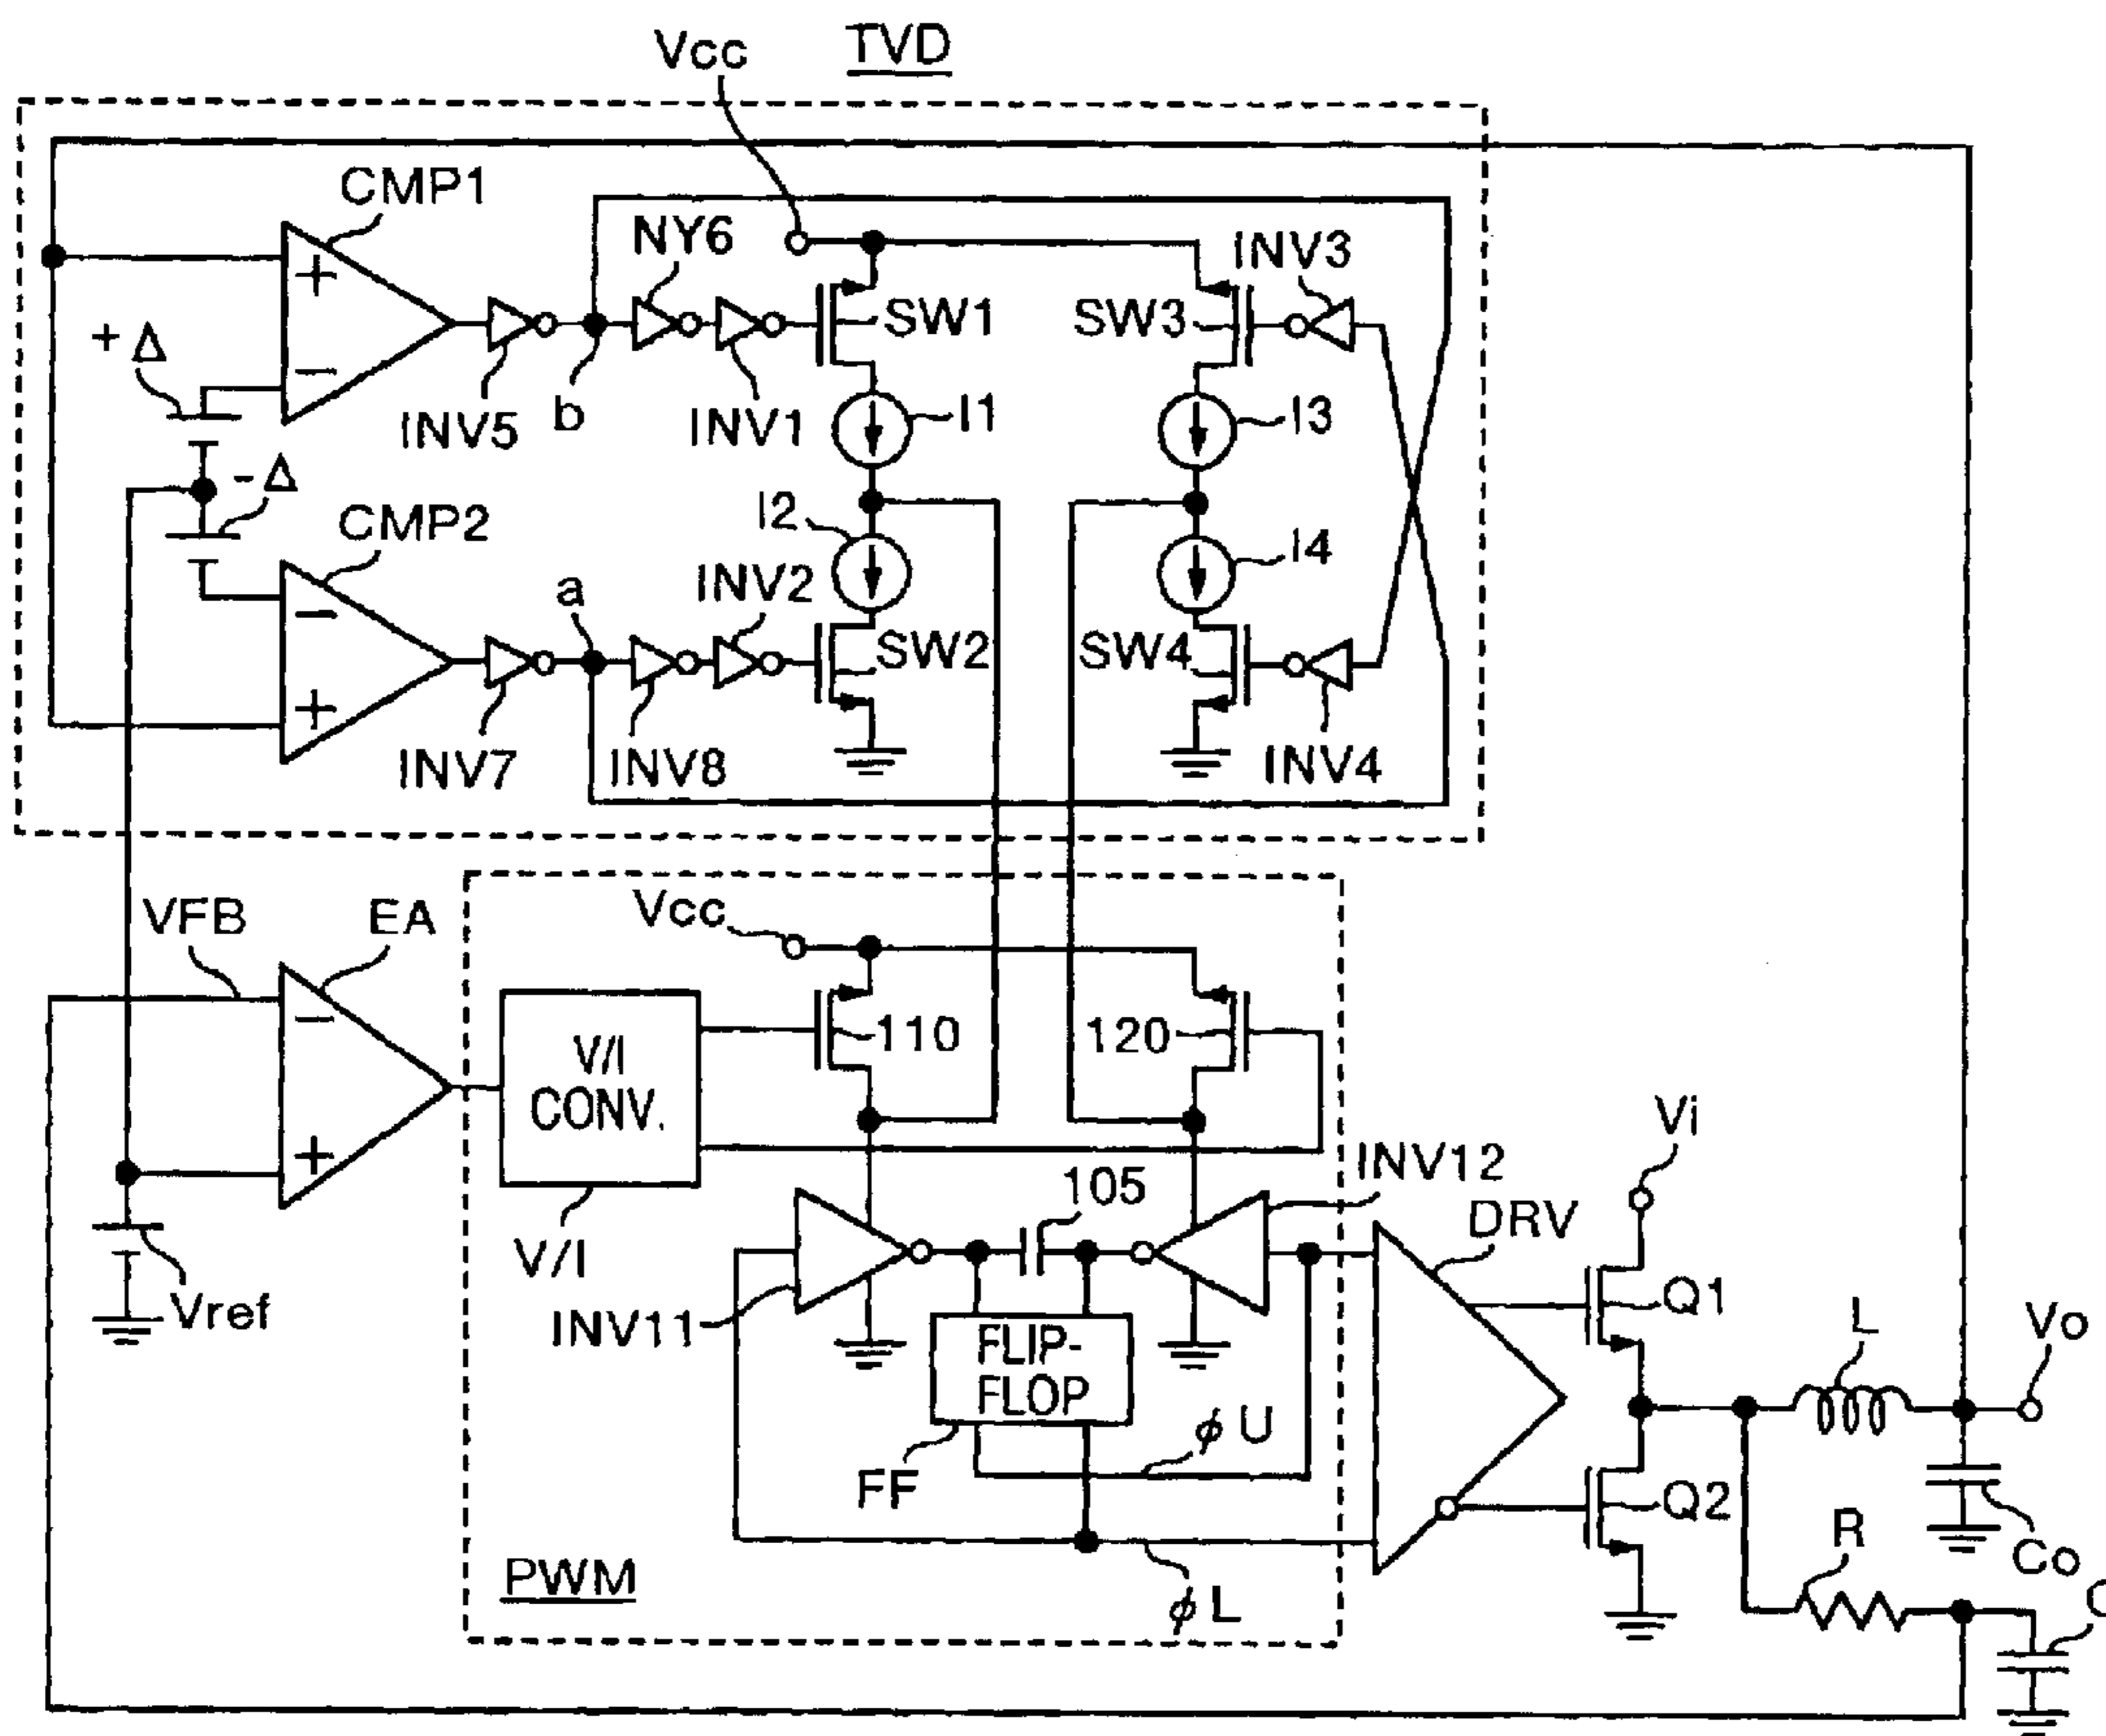 Vcc
TVD
CMP1
NY6
INV3
+
SW1
SW3
+Δ
−
INV5
b
INV1
I1
I3
-Δ
CMP2
I2
I4
a
INV2
−
SW2
SW4
+
INV7
INV8
INV4
VFB
EA
Vcc
−
110
120
V/I
CONV.
Vi
+
105
INV12
DRV
V/I
Vref
INV11
Q1
L
Vo
FLIP-
FLOP
φU
FF
Q2
R
Co
PWM
φL